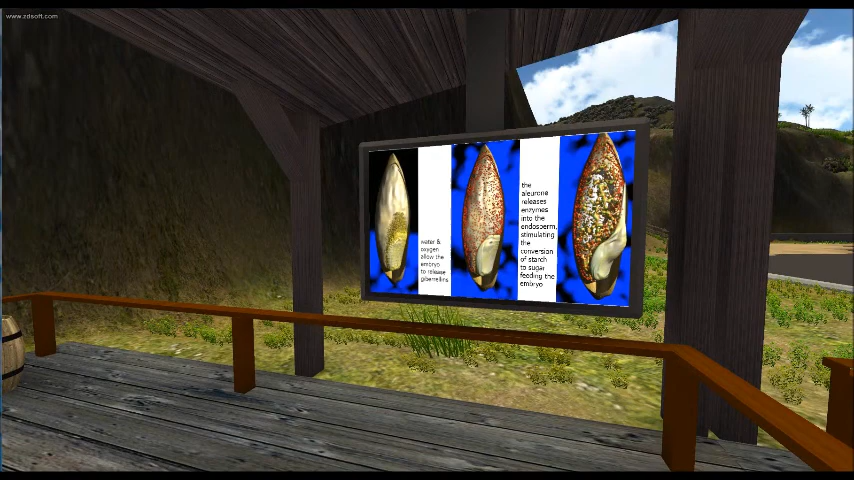 www.zdsoft.com
water &
oxygen
allow the
embryo
to release
giberrellins
the
aleurone
releases
enzymes
into the
endosperm,
stimulating
the
conversion
of starch
to sugar
feeding the
embryo